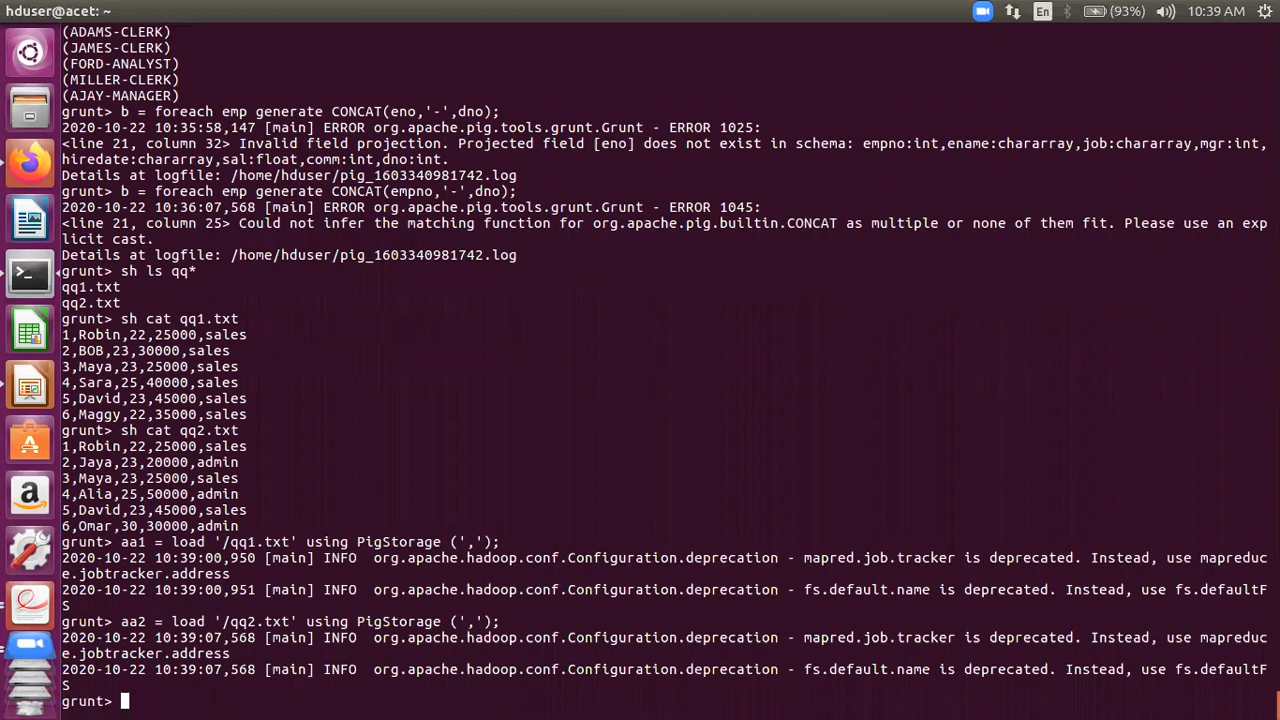 hduser@acet: ~
En
(93%)
10:39 AM
(ADAMS-CLERK)
(JAMES-CLERK)
(FORD-ANALYST)
(MILLER-CLERK)
(AJAY-MANAGER)
grunt> b = foreach emp generate CONCAT(eno,'-',dno);
2020-10-22 10:35:58,147 [main] ERROR org.apache.pig.tools.grunt.Grunt - ERROR 1025:
<line 21, column 32> Invalid field projection. Projected field [eno] does not exist in schema: empno:int,ename:chararray,job:chararray,mgr:int,
hiredate:chararray,sal:float,comm:int,dno:int.
Details at logfile: /home/hduser/pig_1603340981742.log
grunt> b = foreach emp generate CONCAT(empno,'-',dno);
2020-10-22 10:36:07,568 [main] ERROR org.apache.pig.tools.grunt.Grunt - ERROR 1045:
<line 21, column 25> Could not infer the matching function for org.apache.pig.builtin.CONCAT as multiple or none of them fit. Please use an exp
licit cast.
Details at logfile: /home/hduser/pig_1603340981742.log
grunt> sh ls qq*
qq1.txt
qq2.txt
grunt> sh cat qq1.txt
1,Robin,22,25000,sales
2,BOB,23,30000,sales
3,Maya,23,25000,sales
4,Sara,25,40000,sales
5,David,23,45000,sales
6,Maggy,22,35000,sales
grunt> sh cat qq2.txt
1,Robin,22,25000,sales
2,Jaya,23,20000,admin
3,Maya,23,25000,sales
4,Alia,25,50000,admin
5,David,23,45000,sales
6,Omar,30,30000,admin
grunt> aa1 = load '/qq1.txt' using PigStorage (',');
2020-10-22 10:39:00,950 [main] INFO  org.apache.hadoop.conf.Configuration.deprecation - mapred.job.tracker is deprecated. Instead, use mapreduc
e.jobtracker.address
2020-10-22 10:39:00,951 [main] INFO  org.apache.hadoop.conf.Configuration.deprecation - fs.default.name is deprecated. Instead, use fs.defaultF
S
grunt> aa2 = load '/qq2.txt' using PigStorage (',');
2020-10-22 10:39:07,568 [main] INFO  org.apache.hadoop.conf.Configuration.deprecation - mapred.job.tracker is deprecated. Instead, use mapreduc
e.jobtracker.address
2020-10-22 10:39:07,568 [main] INFO  org.apache.hadoop.conf.Configuration.deprecation - fs.default.name is deprecated. Instead, use fs.defaultF
S
grunt>